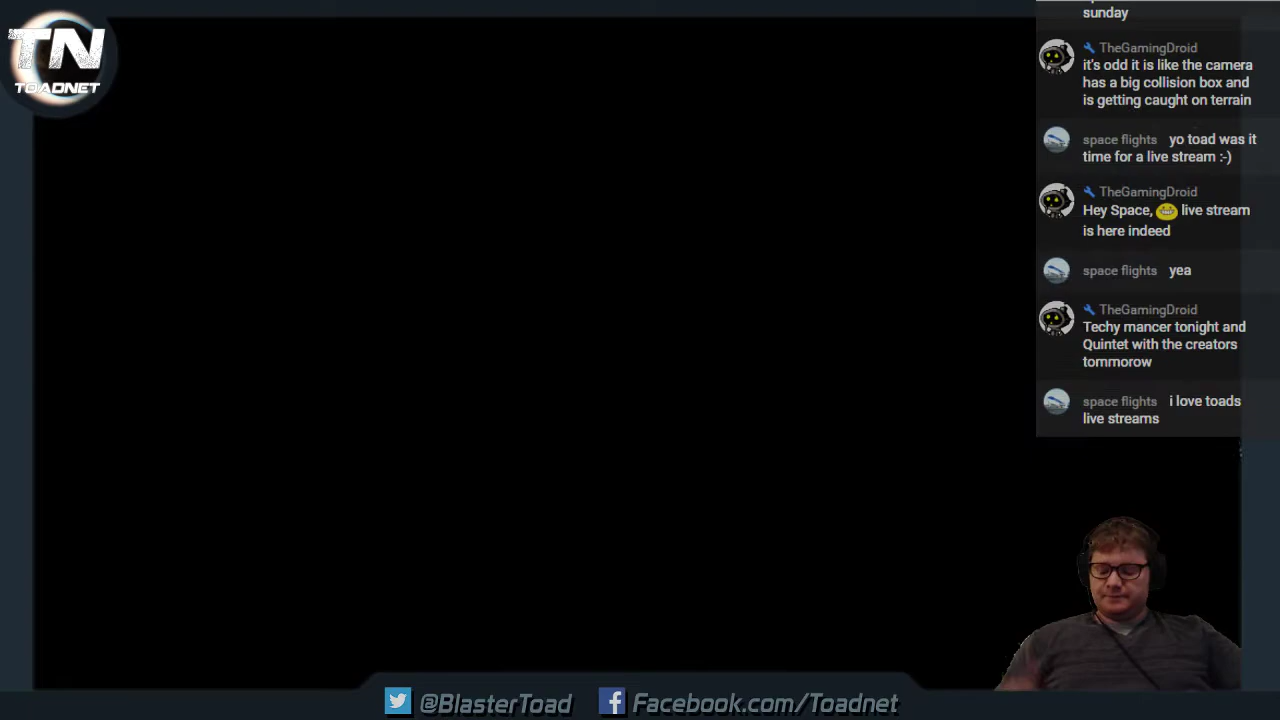 TN
TOADNET
sunday
TheGamingDroid
it's odd it is like the camera
has a big collision box and
is getting caught on terrain
space flights yo toad was it
time for a live stream :-)
TheGamingDroid
Hey Space, live stream
is here indeed
space flights yea
TheGamingDroid
Techy mancer tonight and
Quintet with the creators
tommorow
space flights i love toads
live streams
@BlasterToad Facebook.com/Toadnet